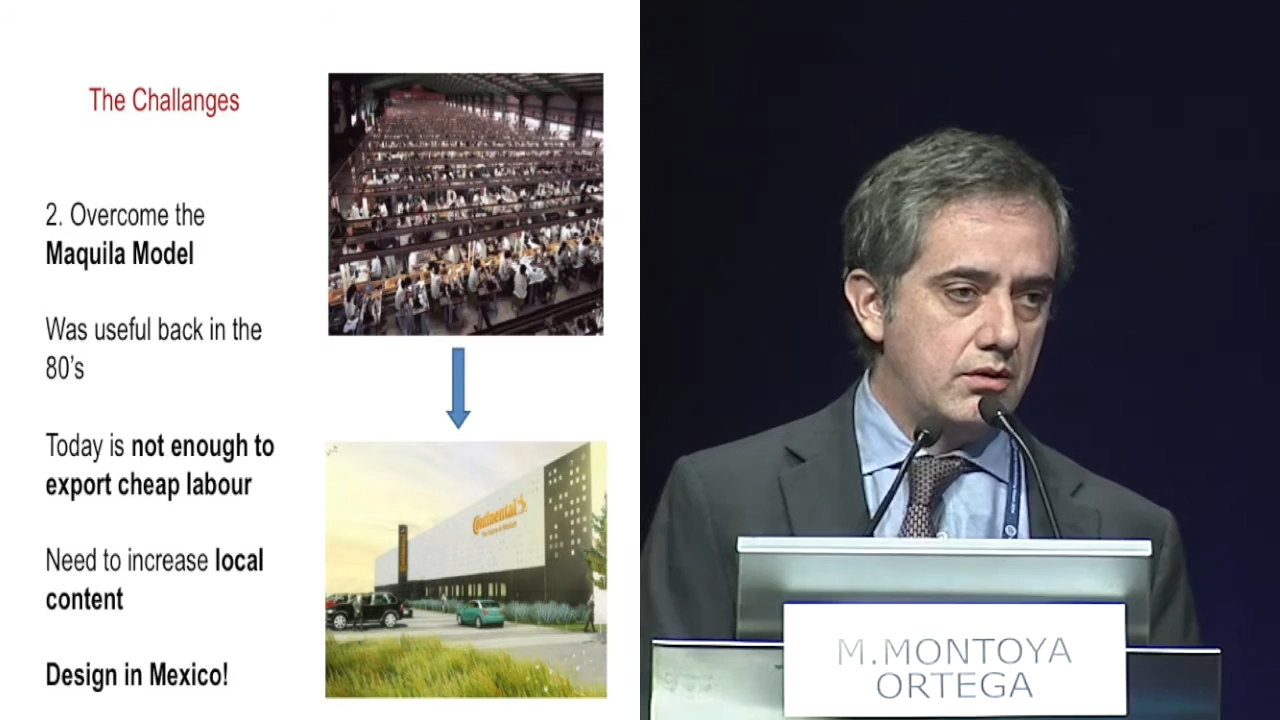 The Challanges
2. Overcome the
Maquila Model
Was useful back in the
80's
Today is not enough to
export cheap labour
Need to increase local
content
Design in Mexico!
Continental
M.MONTOYA
ORTEGA